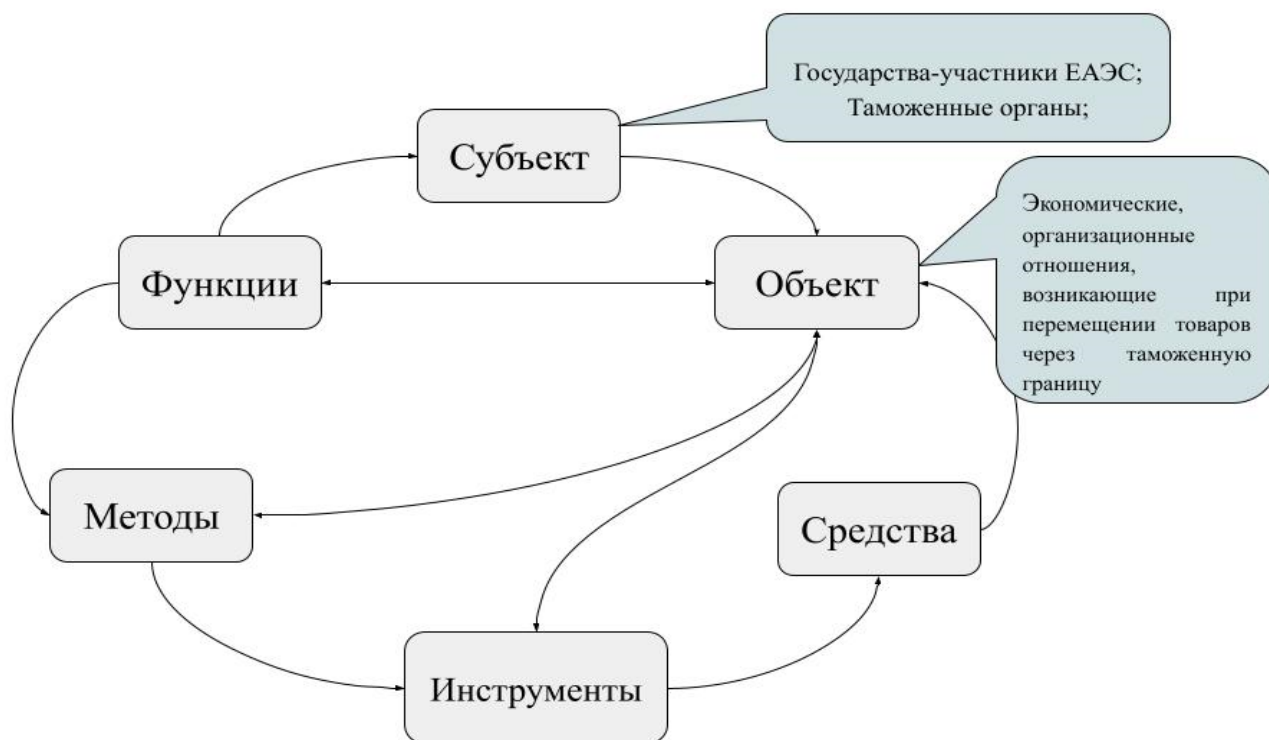 Государства-участники ЕАЭС;
Таможенные органы;
Субъект
Экономические,
организационные
отношения,
возникающие при
перемещении товаров
через таможенную
границу
Функции
Объект
Методы
Средства
Инструменты